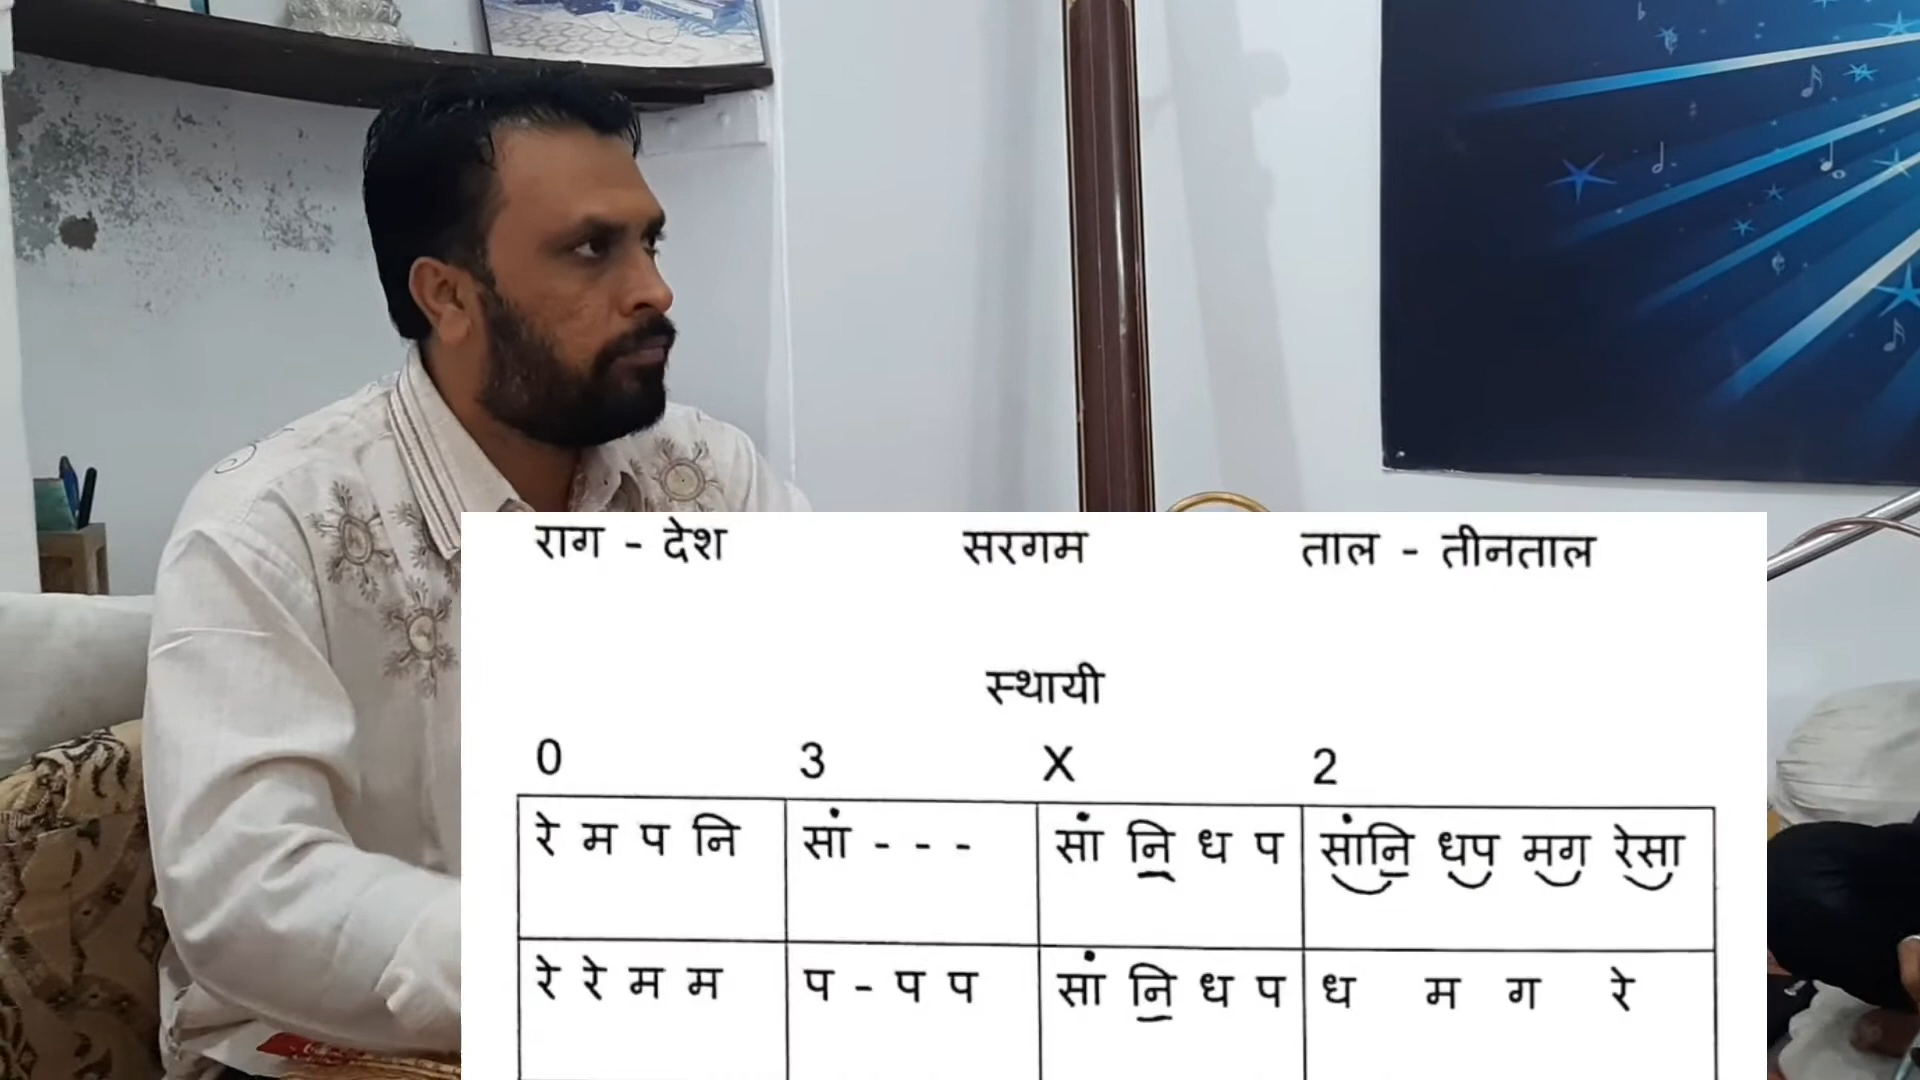 राग - देश सरगम ताल - तीनताल
स्थायी
0 3 X 2
रे म प नि सां - - - सां नि॒ ध प सांनि॒ धप मग रेसा
रे रे म म प - प प सां नि॒ ध प ध म ग रे